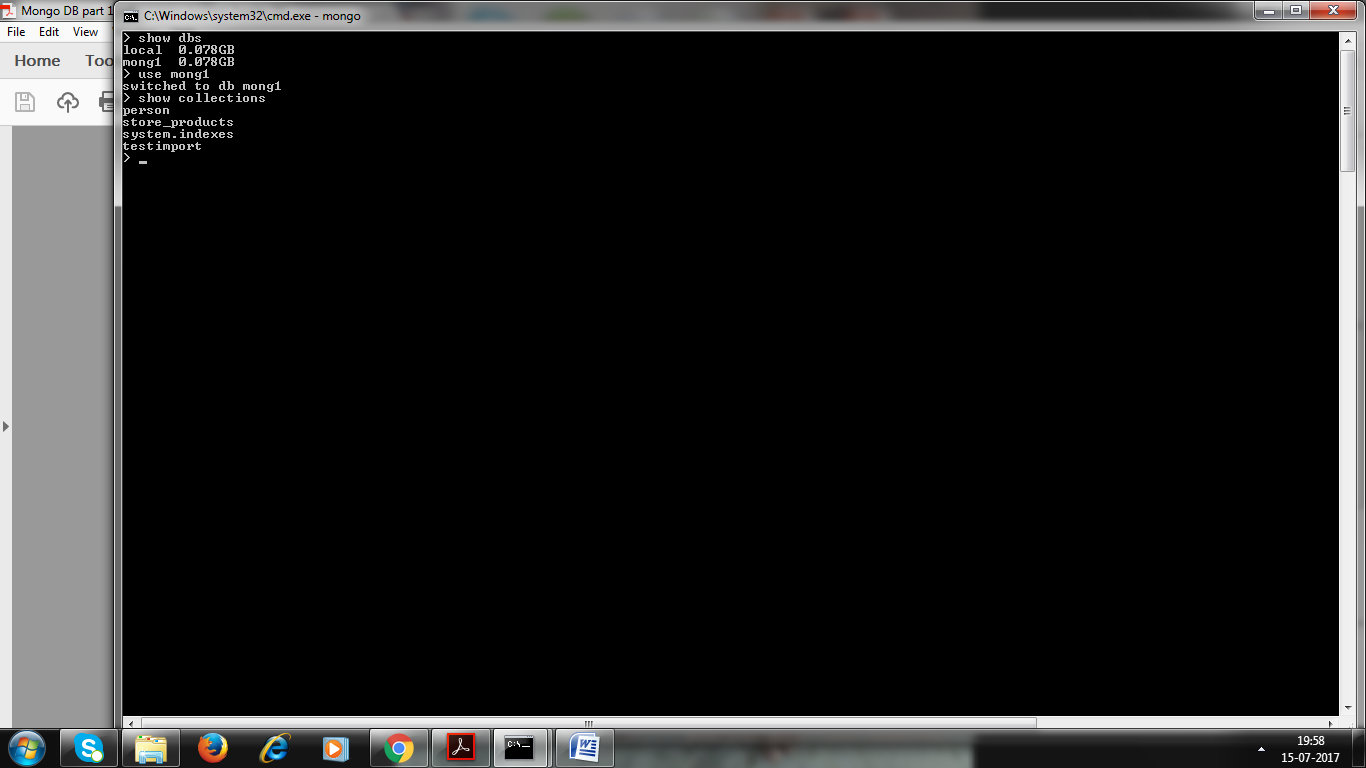 Mongo DB part 1
C:\Windows\system32\cmd.exe - mongo
File Edit View
Home Too
> show dbs
local 0.078GB
mong1 0.078GB
> use mong1
switched to db mong1
> show collections
person
store_products
system.indexes
testimport
> _
19:58
15-07-2017